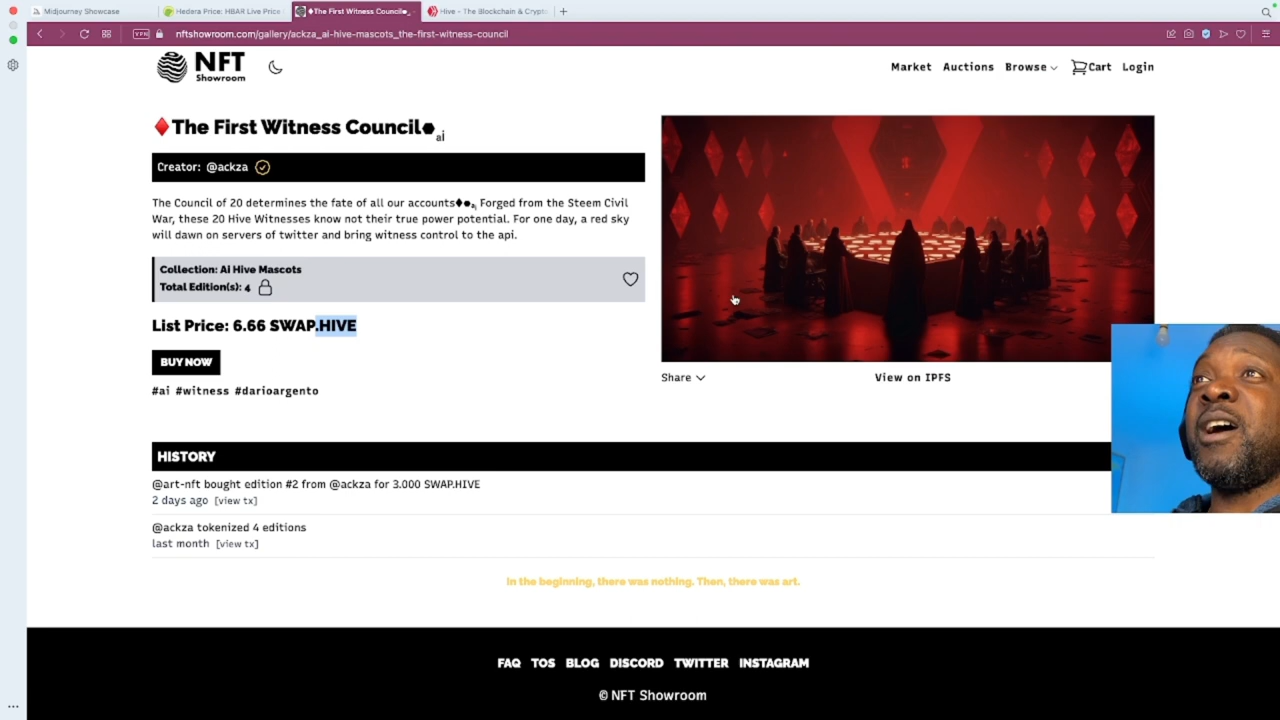 Midjourney Showcase
Hedera Price: HBAR Live Price
♦The First Witness Council⬣ₐᵢ
Hive - The Blockchain & Crypto
VPN
nftshowroom.com/gallery/ackza_ai-hive-mascots_the-first-witness-council
NFT
Showroom
Market Auctions Browse Cart Login
♦The First Witness Council⬣ₐᵢ
Creator: @ackza
The Council of 20 determines the fate of all our accounts♦⬣ₐᵢ Forged from the Steem Civil
War, these 20 Hive Witnesses know not their true power potential. For one day, a red sky
will dawn on servers of twitter and bring witness control to the api.
Collection: Ai Hive Mascots
Total Edition(s): 4
List Price: 6.66 SWAP.HIVE
BUY NOW
#ai #witness #darioargento
Share
View on IPFS
HISTORY
@art-nft bought edition #2 from @ackza for 3.000 SWAP.HIVE
2 days ago [view tx]
@ackza tokenized 4 editions
last month [view tx]
In the beginning, there was nothing. Then, there was art.
FAQ TOS BLOG DISCORD TWITTER INSTAGRAM
© NFT Showroom